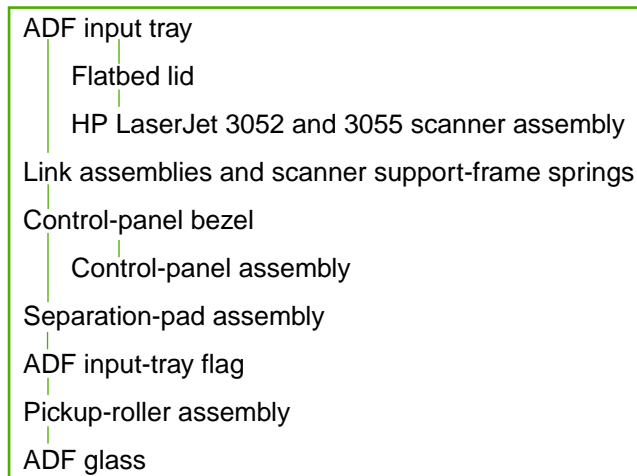 ADF input tray
Flatbed lid
HP LaserJet 3052 and 3055 scanner assembly
Link assemblies and scanner support-frame springs
Control-panel bezel
Control-panel assembly
Separation-pad assembly
ADF input-tray flag
Pickup-roller assembly
ADF glass